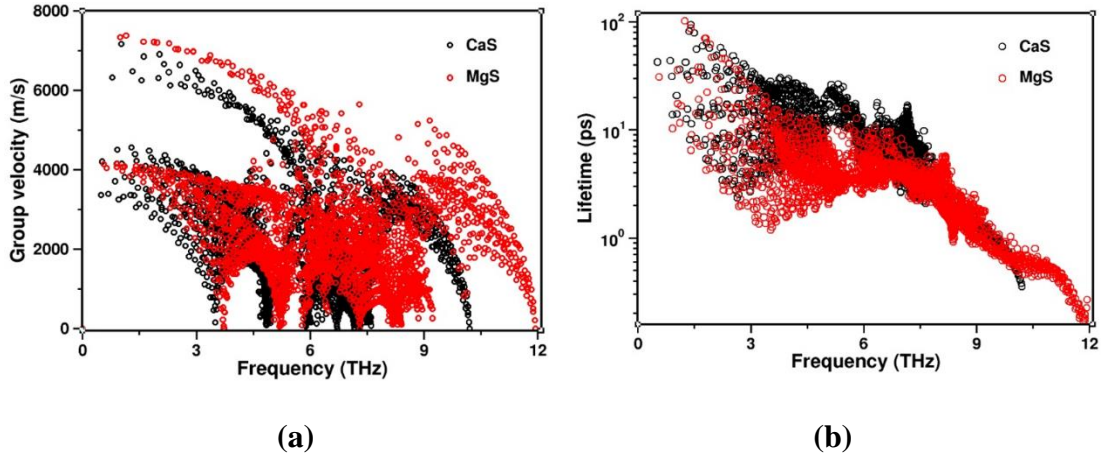 8000
6000
4000
2000
0
Group velocity (m/s)
0 3 6 9 12
Frequency (THz)
CaS
MgS
(a)
10²
10¹
10⁰
Lifetime (ps)
0 3 6 9 12
Frequency (THz)
CaS
MgS
(b)